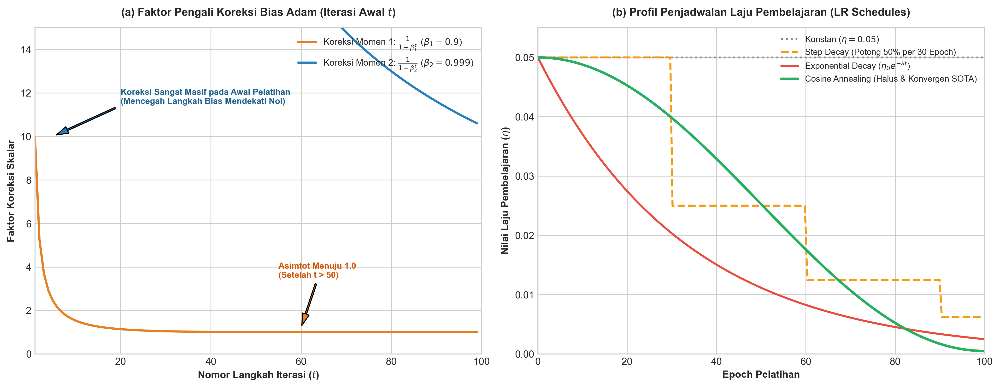 (a) Faktor Pengali Koreksi Bias Adam (Iterasi Awal t)
Koreksi Momen 1: 1/(1 − β₁ᵗ) (β₁ = 0.9)
Koreksi Momen 2: 1/(1 − β₂ᵗ) (β₂ = 0.999)
Koreksi Sangat Masif pada Awal Pelatihan
(Mencegah Langkah Bias Mendekati Nol)
Asimtot Menuju 1.0
(Setelah t > 50)
Faktor Koreksi Skalar
14
12
10
8
6
4
2
0
20 40 60 80 100
Nomor Langkah Iterasi (t)
(b) Profil Penjadwalan Laju Pembelajaran (LR Schedules)
Konstan (η = 0.05)
Step Decay (Potong 50% per 30 Epoch)
Exponential Decay (η₀e^(−λt))
Cosine Annealing (Halus & Konvergen SOTA)
Nilai Laju Pembelajaran (η)
0.05
0.04
0.03
0.02
0.01
0.00
0 20 40 60 80 100
Epoch Pelatihan